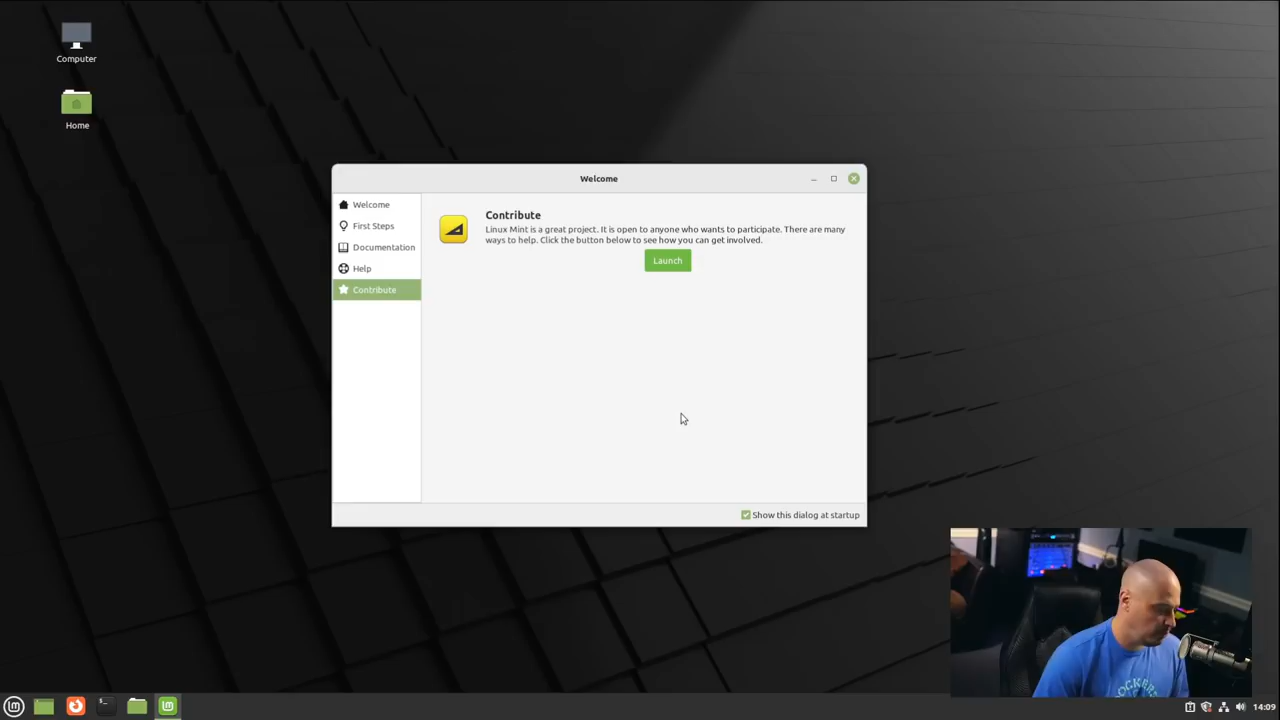 Computer
Home
Welcome
Welcome
First Steps
Documentation
Help
Contribute
Contribute
Linux Mint is a great project. It is open to anyone who wants to participate. There are many
ways to help. Click the button below to see how you can get involved.
Launch
Show this dialog at startup
14:09